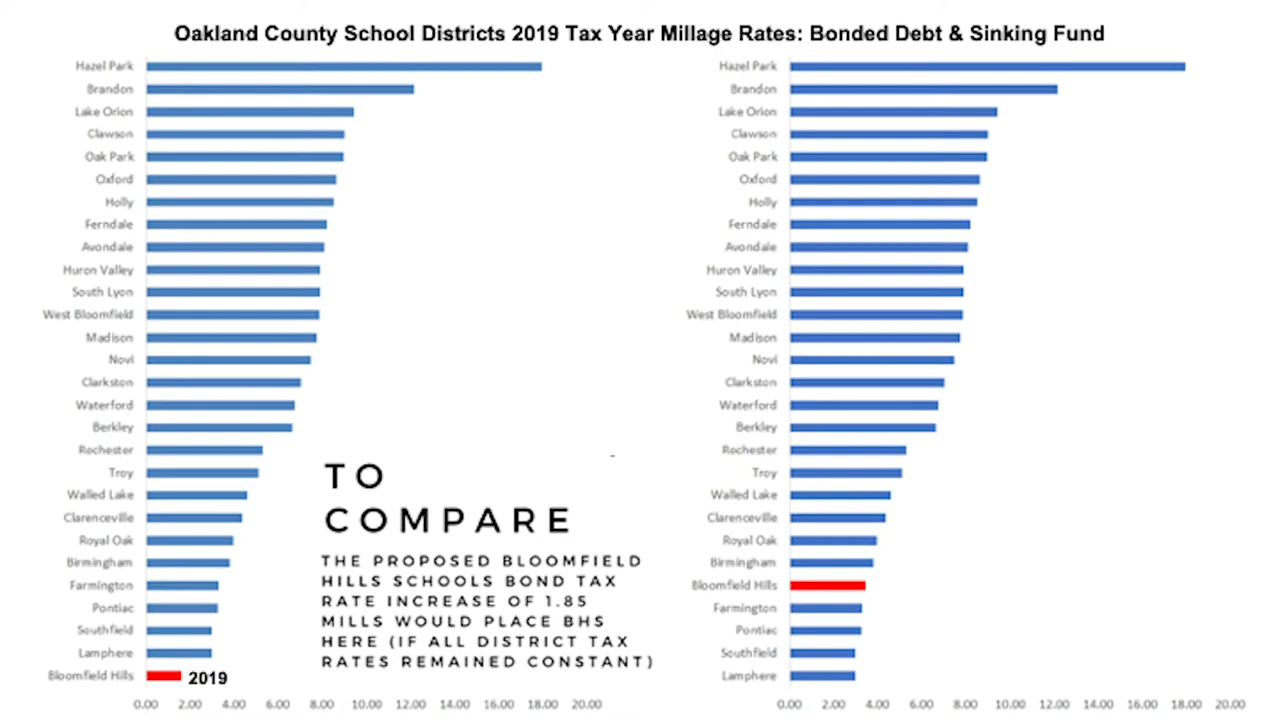 Oakland County School Districts 2019 Tax Year Millage Rates: Bonded Debt & Sinking Fund
Hazel Park
Brandon
Lake Orion
Clawson
Oak Park
Oxford
Holly
Ferndale
Avondale
Huron Valley
South Lyon
West Bloomfield
Madison
Novi
Clarkston
Waterford
Berkley
Rochester
Troy
Walled Lake
Clarenceville
Royal Oak
Birmingham
Farmington
Pontiac
Southfield
Lamphere
Bloomfield Hills
2019
0.00 2.00 4.00 6.00 8.00 10.00 12.00 14.00 16.00 18.00 20.00
TO
COMPARE
THE PROPOSED BLOOMFIELD
HILLS SCHOOLS BOND TAX
RATE INCREASE OF 1.85
MILLS WOULD PLACE BHS
HERE (IF ALL DISTRICT TAX
RATES REMAINED CONSTANT)
Hazel Park
Brandon
Lake Orion
Clawson
Oak Park
Oxford
Holly
Ferndale
Avondale
Huron Valley
South Lyon
West Bloomfield
Madison
Novi
Clarkston
Waterford
Berkley
Rochester
Troy
Walled Lake
Clarenceville
Royal Oak
Birmingham
Bloomfield Hills
Farmington
Pontiac
Southfield
Lamphere
0.00 2.00 4.00 6.00 8.00 10.00 12.00 14.00 16.00 18.00 20.00